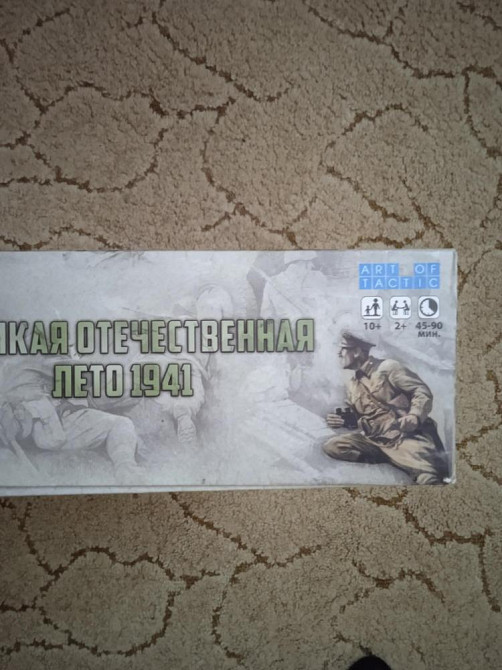 ART OF
TACTIC
10+ 2+ 45-90
МИН.
ИКАЯ ОТЕЧЕСТВЕННАЯ
ЛЕТО 1941